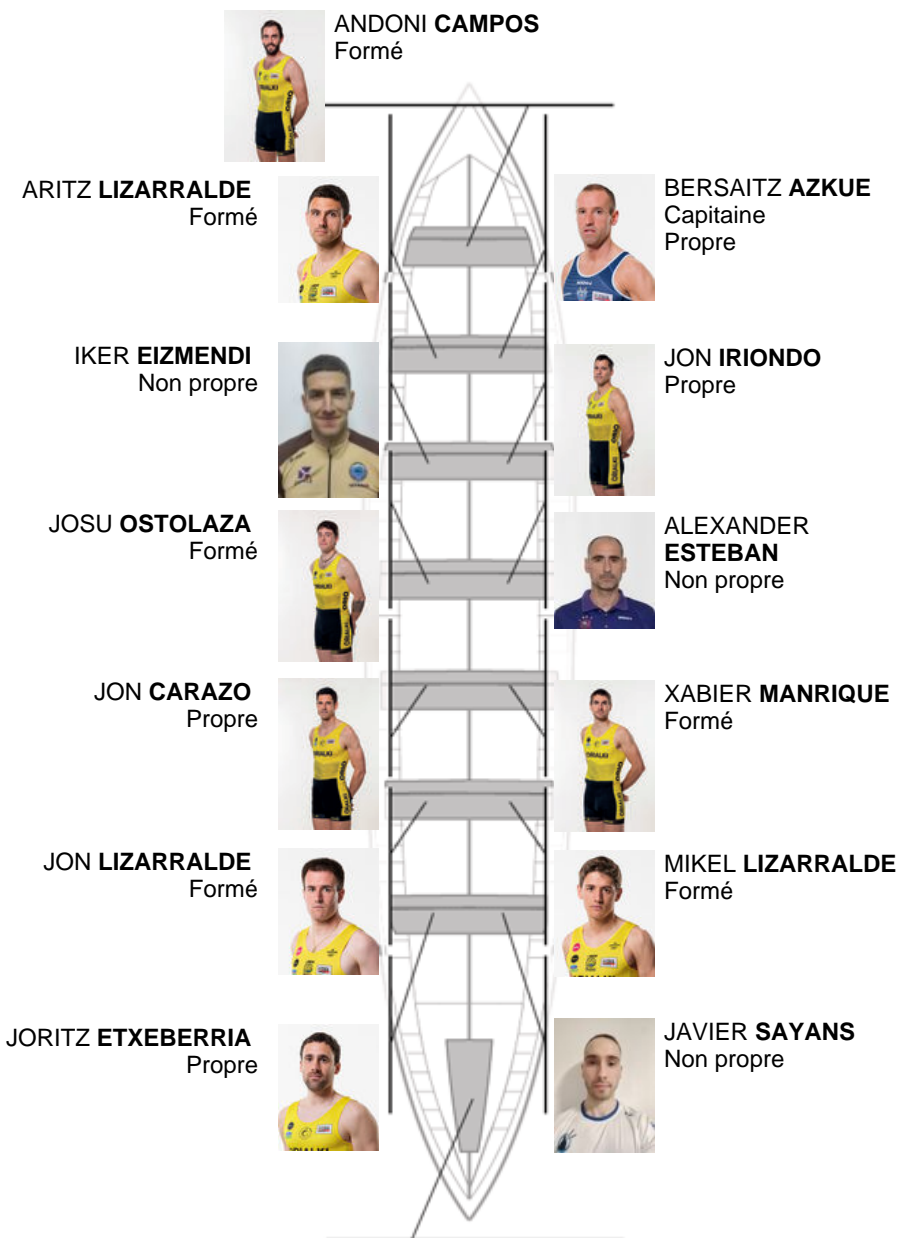 ANDONI CAMPOS
Formé
ARITZ LIZARRALDE
Formé
BERSAITZ AZKUE
Capitaine
Propre
IKER EIZMENDI
Non propre
JON IRIONDO
Propre
JOSU OSTOLAZA
Formé
ALEXANDER
ESTEBAN
Non propre
JON CARAZO
Propre
XABIER MANRIQUE
Formé
JON LIZARRALDE
Formé
MIKEL LIZARRALDE
Formé
JORITZ ETXEBERRIA
Propre
JAVIER SAYANS
Non propre